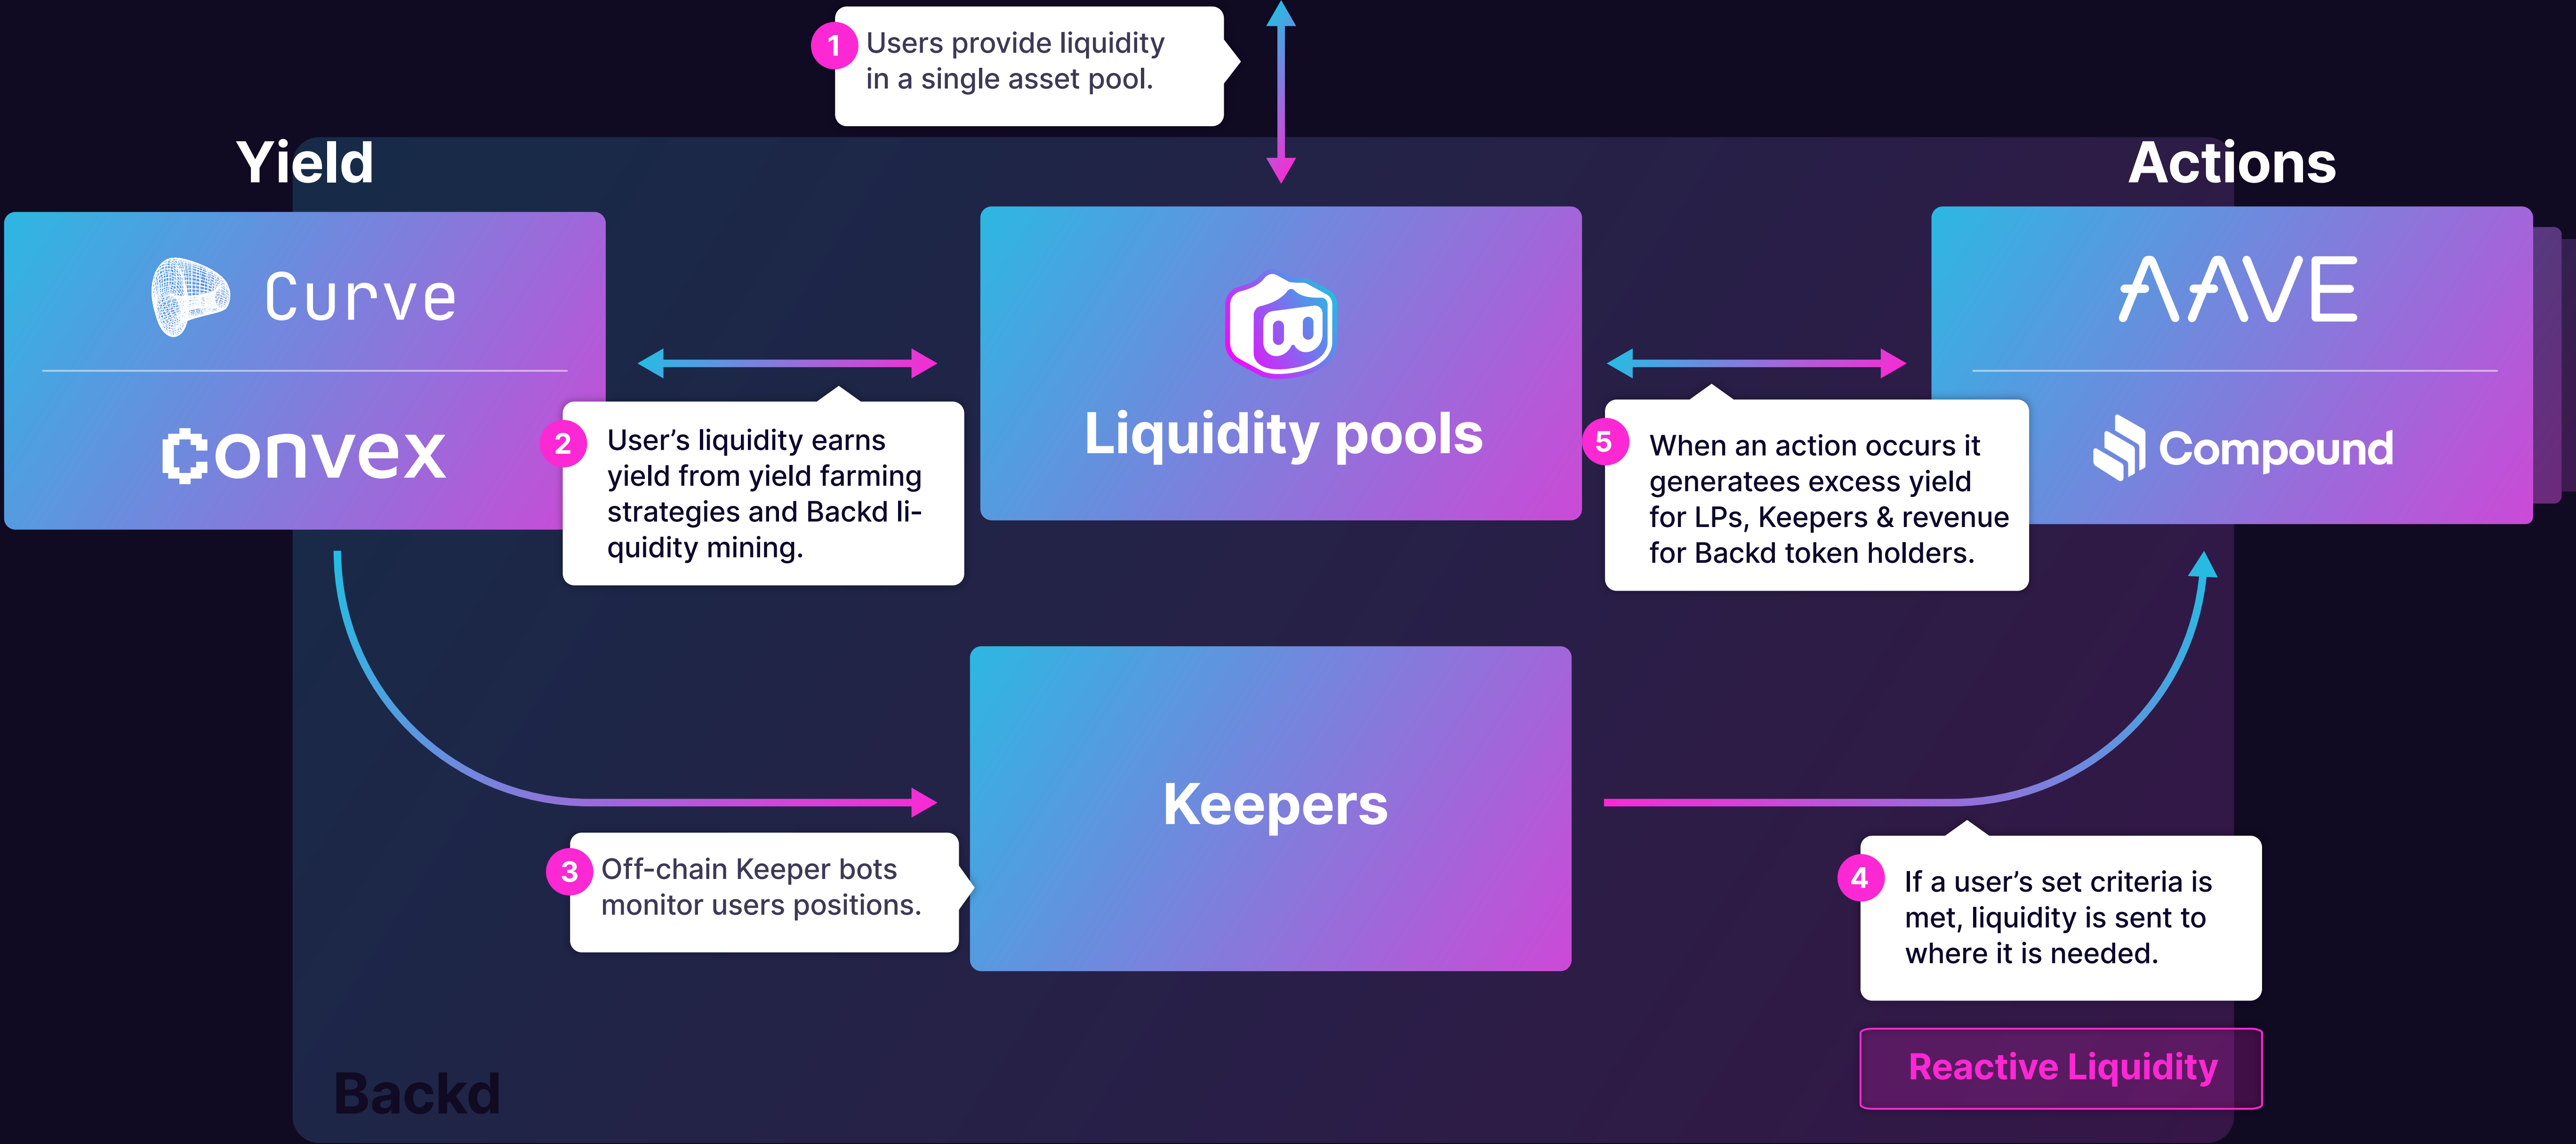 1
Users provide liquidity
in a single asset pool.
Yield
Actions
Curve
Convex
Liquidity pools
AAVE
Compound
2
User’s liquidity earns
yield from yield farming
strategies and Backd li-
quidity mining.
5
When an action occurs it
generatees excess yield
for LPs, Keepers & revenue
for Backd token holders.
Keepers
3
Off-chain Keeper bots
monitor users positions.
4
If a user’s set criteria is
met, liquidity is sent to
where it is needed.
Reactive Liquidity
Backd